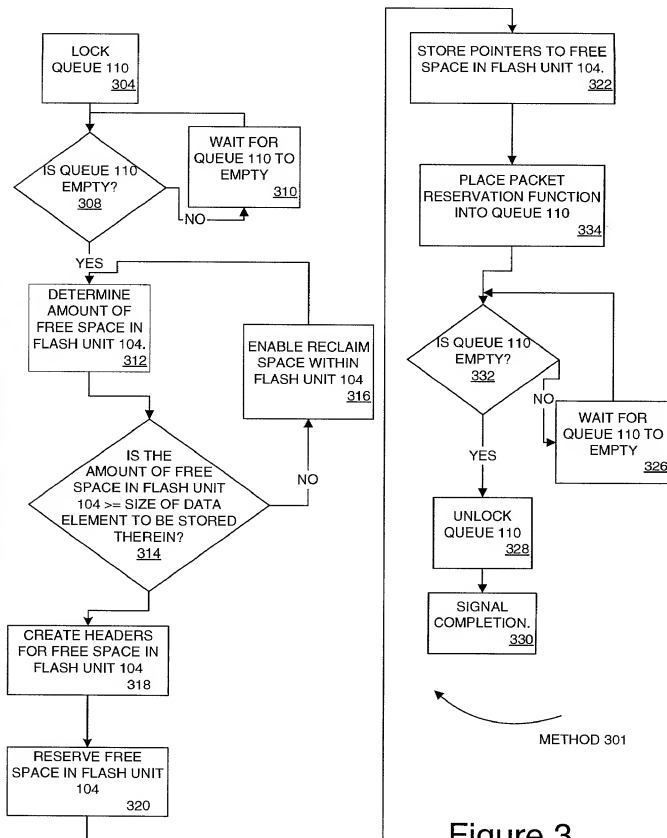 LOCK
QUEUE 110
304
IS QUEUE 110
EMPTY?
308
WAIT FOR
QUEUE 110 TO
EMPTY
310
NO
YES
DETERMINE
AMOUNT OF
FREE SPACE IN
FLASH UNIT 104.
312
ENABLE RECLAIM
SPACE WITHIN
FLASH UNIT 104
316
IS THE
AMOUNT OF FREE
SPACE IN FLASH UNIT
104 >= SIZE OF DATA
ELEMENT TO BE STORED
THEREIN?
314
NO
CREATE HEADERS
FOR FREE SPACE IN
FLASH UNIT 104
318
RESERVE FREE
SPACE IN FLASH UNIT
104
320
STORE POINTERS TO FREE
SPACE IN FLASH UNIT 104.
322
PLACE PACKET
RESERVATION FUNCTION
INTO QUEUE 110
334
IS QUEUE 110
EMPTY?
332
NO
WAIT FOR
QUEUE 110 TO
EMPTY
326
YES
UNLOCK
QUEUE 110
328
SIGNAL
COMPLETION.
330
METHOD 301
Figure 3